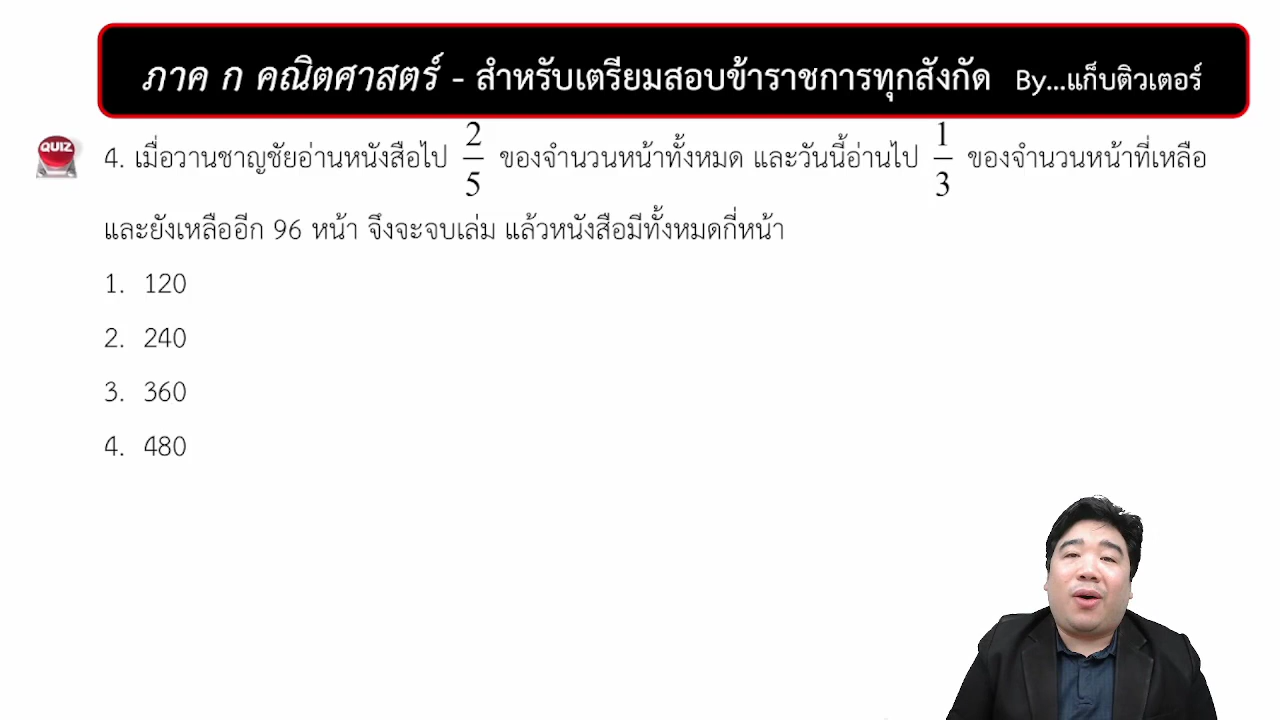 ภาค ก คณิตศาสตร์ - สำหรับเตรียมสอบข้าราชการทุกสังกัด By...แก็บติวเตอร์
QUIZ
4. เมื่อวานชาญชัยอ่านหนังสือไป 2/5 ของจำนวนหน้าทั้งหมด และวันนี้อ่านไป 1/3 ของจำนวนหน้าที่เหลือ
และยังเหลืออีก 96 หน้า จึงจะจบเล่ม แล้วหนังสือมีทั้งหมดกี่หน้า
1. 120
2. 240
3. 360
4. 480